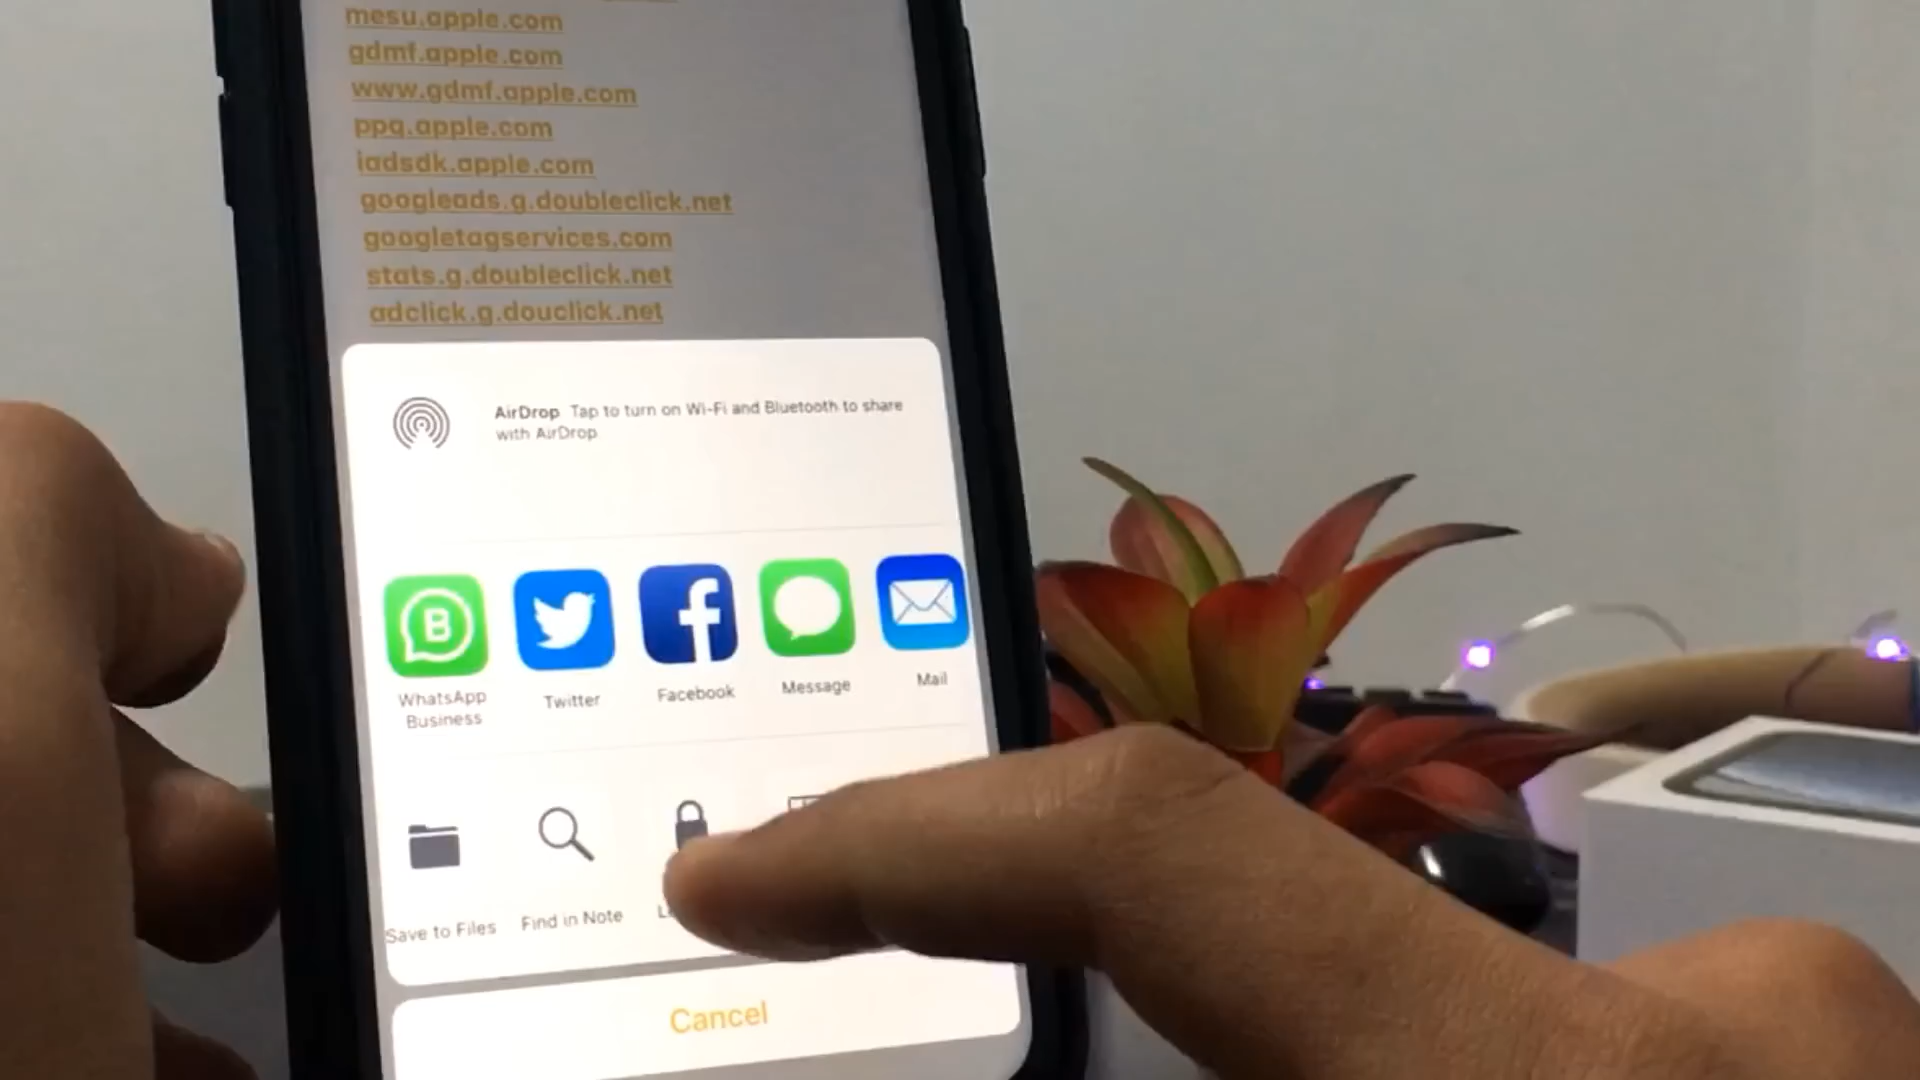 mesu.apple.com
gdmf.apple.com
www.gdmf.apple.com
ppq.apple.com
iadsdk.apple.com
googleads.g.doubleclick.net
googletagservices.com
stats.g.doubleclick.net
adclick.g.douclick.net
AirDrop Tap to turn on Wi-Fi and Bluetooth to share
with AirDrop
B
f
WhatsApp
Business
Twitter
Facebook
Message
Mail
Save to Files
Find in Note
Cancel